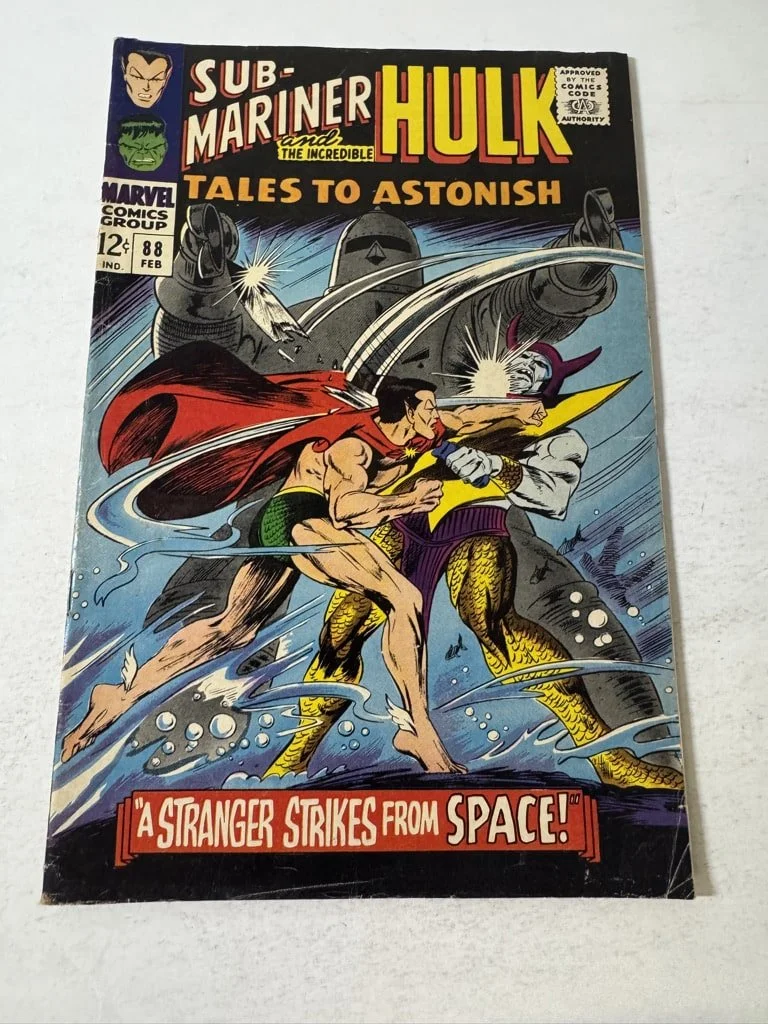 SUB-
MARINER
and
THE INCREDIBLE
HULK
APPROVED
BY THE
COMICS
CODE
CA
AUTHORITY
TALES TO ASTONISH
MARVEL
COMICS
GROUP
12¢
IND.
88
FEB
"A STRANGER STRIKES FROM SPACE!"